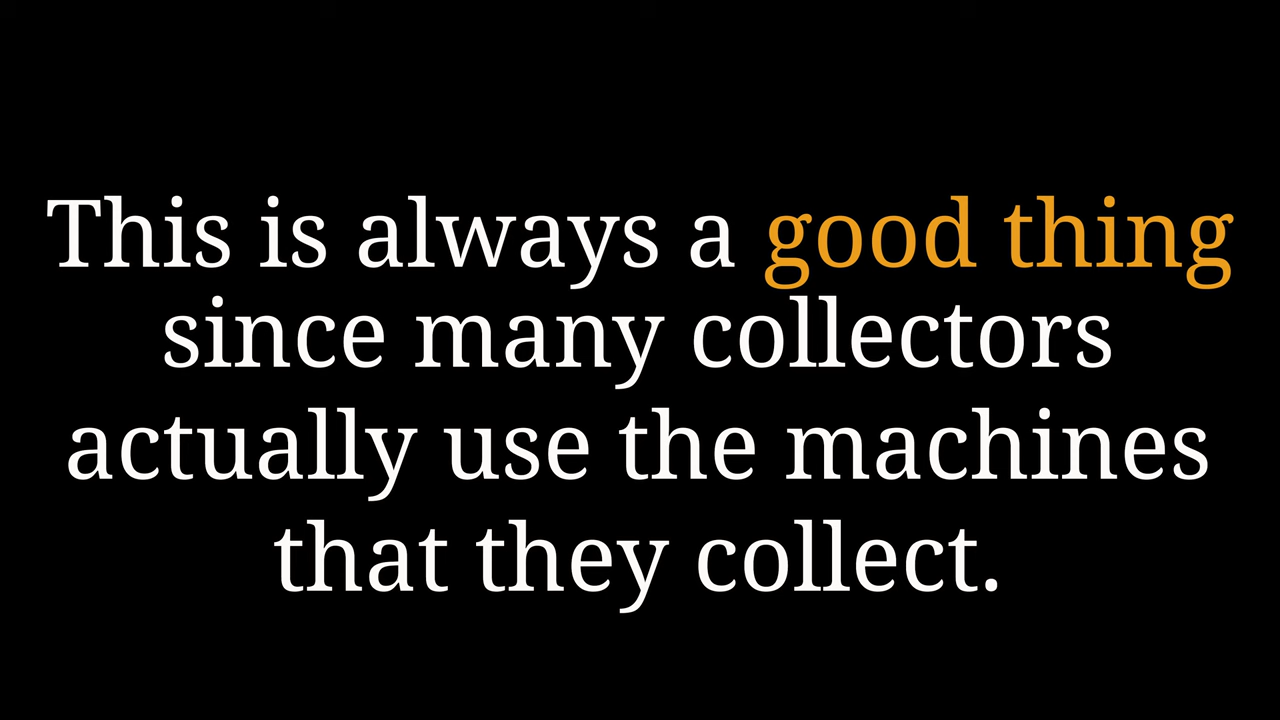 This is always a good thing
since many collectors
actually use the machines
that they collect.